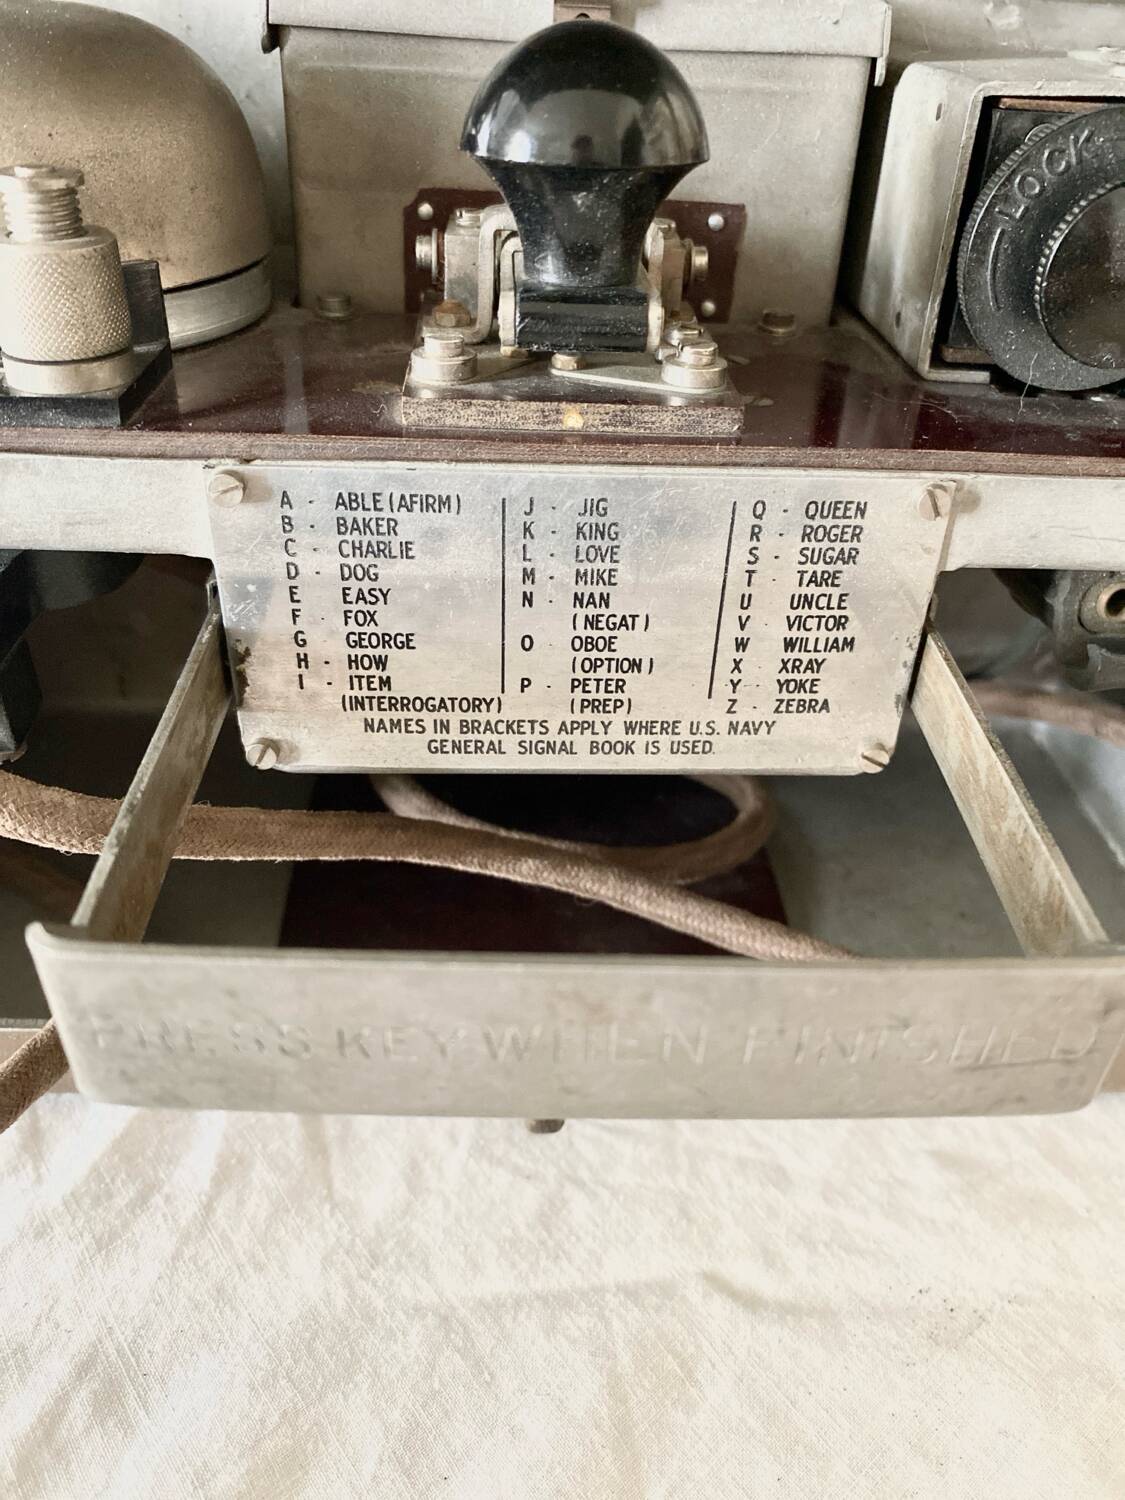 LOCK
A - ABLE (AFIRM)
B - BAKER
C - CHARLIE
D - DOG
E EASY
F - FOX
G GEORGE
H - HOW
I - ITEM
(INTERROGATORY)
J - JIG
K - KING
L - LOVE
M - MIKE
N - NAN
(NEGAT)
O - OBOE
(OPTION)
P - PETER
(PREP)
Q - QUEEN
R - ROGER
S - SUGAR
T - TARE
U UNCLE
V - VICTOR
W WILLIAM
X - XRAY
Y - YOKE
Z - ZEBRA
NAMES IN BRACKETS APPLY WHERE U.S. NAVY
GENERAL SIGNAL BOOK IS USED.
PRESS KEY WHEN FINISHED